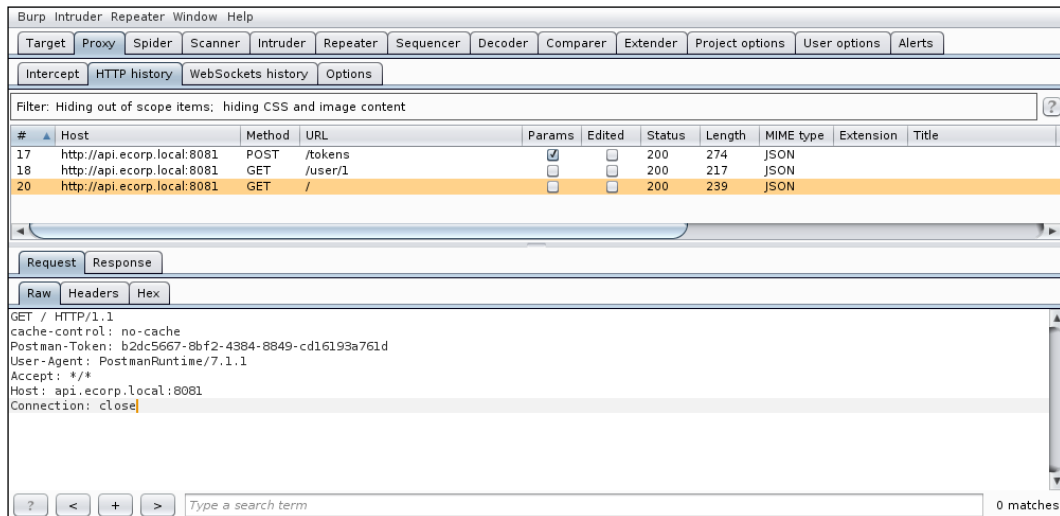 Burp Intruder Repeater Window Help
Target Proxy Spider Scanner Intruder Repeater Sequencer Decoder Comparer Extender Project options User options Alerts
Intercept HTTP history WebSockets history Options
Filter: Hiding out of scope items; hiding CSS and image content ?
# Host Method URL Params Edited Status Length MIME type Extension Title
17 http://api.ecorp.local:8081 POST /tokens 200 274 JSON
18 http://api.ecorp.local:8081 GET /user/1 200 217 JSON
20 http://api.ecorp.local:8081 GET / 200 239 JSON
Request Response
Raw Headers Hex
GET / HTTP/1.1
cache-control: no-cache
Postman-Token: b2dc5667-8bf2-4384-8849-cd16193a761d
User-Agent: PostmanRuntime/7.1.1
Accept: */*
Host: api.ecorp.local:8081
Connection: close
? < + > Type a search term 0 matches